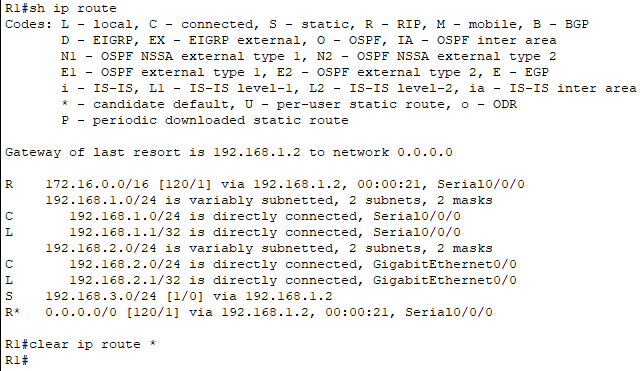 R1#sh ip route
Codes: L - local, C - connected, S - static, R - RIP, M - mobile, B - BGP
D - EIGRP, EX - EIGRP external, O - OSPF, IA - OSPF inter area
N1 - OSPF NSSA external type 1, N2 - OSPF NSSA external type 2
E1 - OSPF external type 1, E2 - OSPF external type 2, E - EGP
i - IS-IS, L1 - IS-IS level-1, L2 - IS-IS level-2, ia - IS-IS inter area
* - candidate default, U - per-user static route, o - ODR
P - periodic downloaded static route
Gateway of last resort is 192.168.1.2 to network 0.0.0.0
R 172.16.0.0/16 [120/1] via 192.168.1.2, 00:00:21, Serial0/0/0
192.168.1.0/24 is variably subnetted, 2 subnets, 2 masks
C 192.168.1.0/24 is directly connected, Serial0/0/0
L 192.168.1.1/32 is directly connected, Serial0/0/0
192.168.2.0/24 is variably subnetted, 2 subnets, 2 masks
C 192.168.2.0/24 is directly connected, GigabitEthernet0/0
L 192.168.2.1/32 is directly connected, GigabitEthernet0/0
S 192.168.3.0/24 [1/0] via 192.168.1.2
R* 0.0.0.0/0 [120/1] via 192.168.1.2, 00:00:21, Serial0/0/0
R1#clear ip route *
R1#